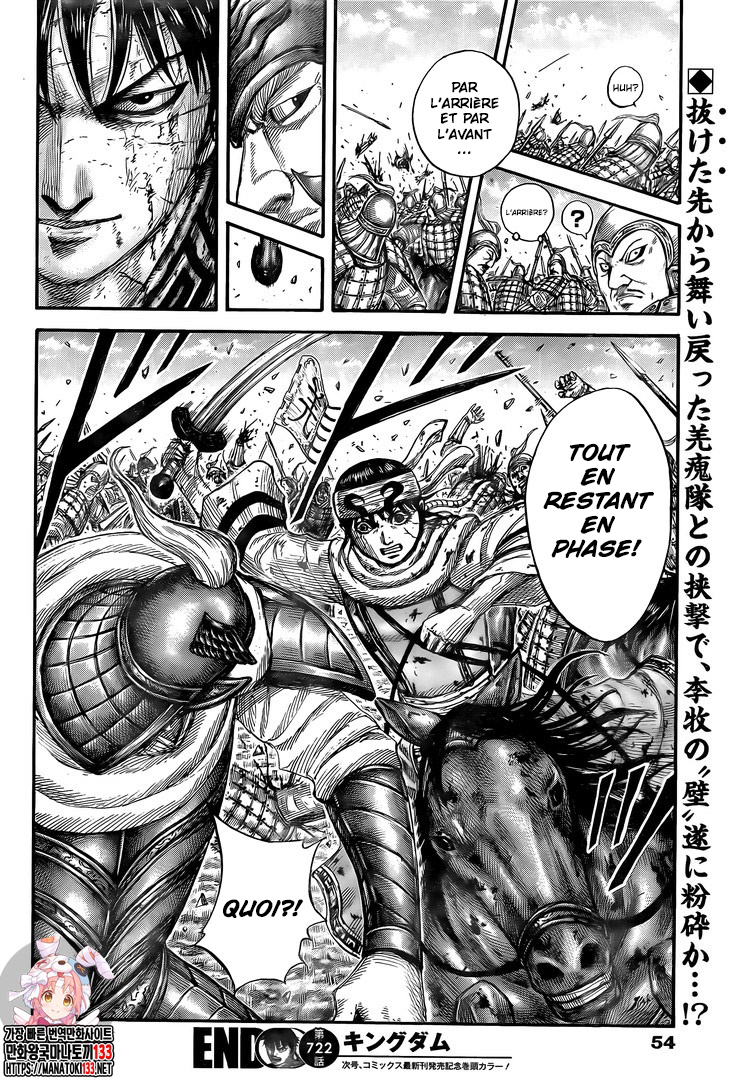 HUH?
PAR
L'ARRIÈRE
ET PAR
L'AVANT
...
?
L'ARRIÈRE?
TOUT
EN
RESTANT
EN
PHASE!
QUOI?!
◆抜けた先から舞い戻った羌瘣隊との挟撃で、李牧の〝壁〟遂に粉砕か…!?
END
第722話
キングダム
次号、コミックス最新刊発売記念巻頭カラー!
54
가장 빠른 번역만화사이트
만화왕국마나토끼133
HTTPS://MANATOKI133.NET